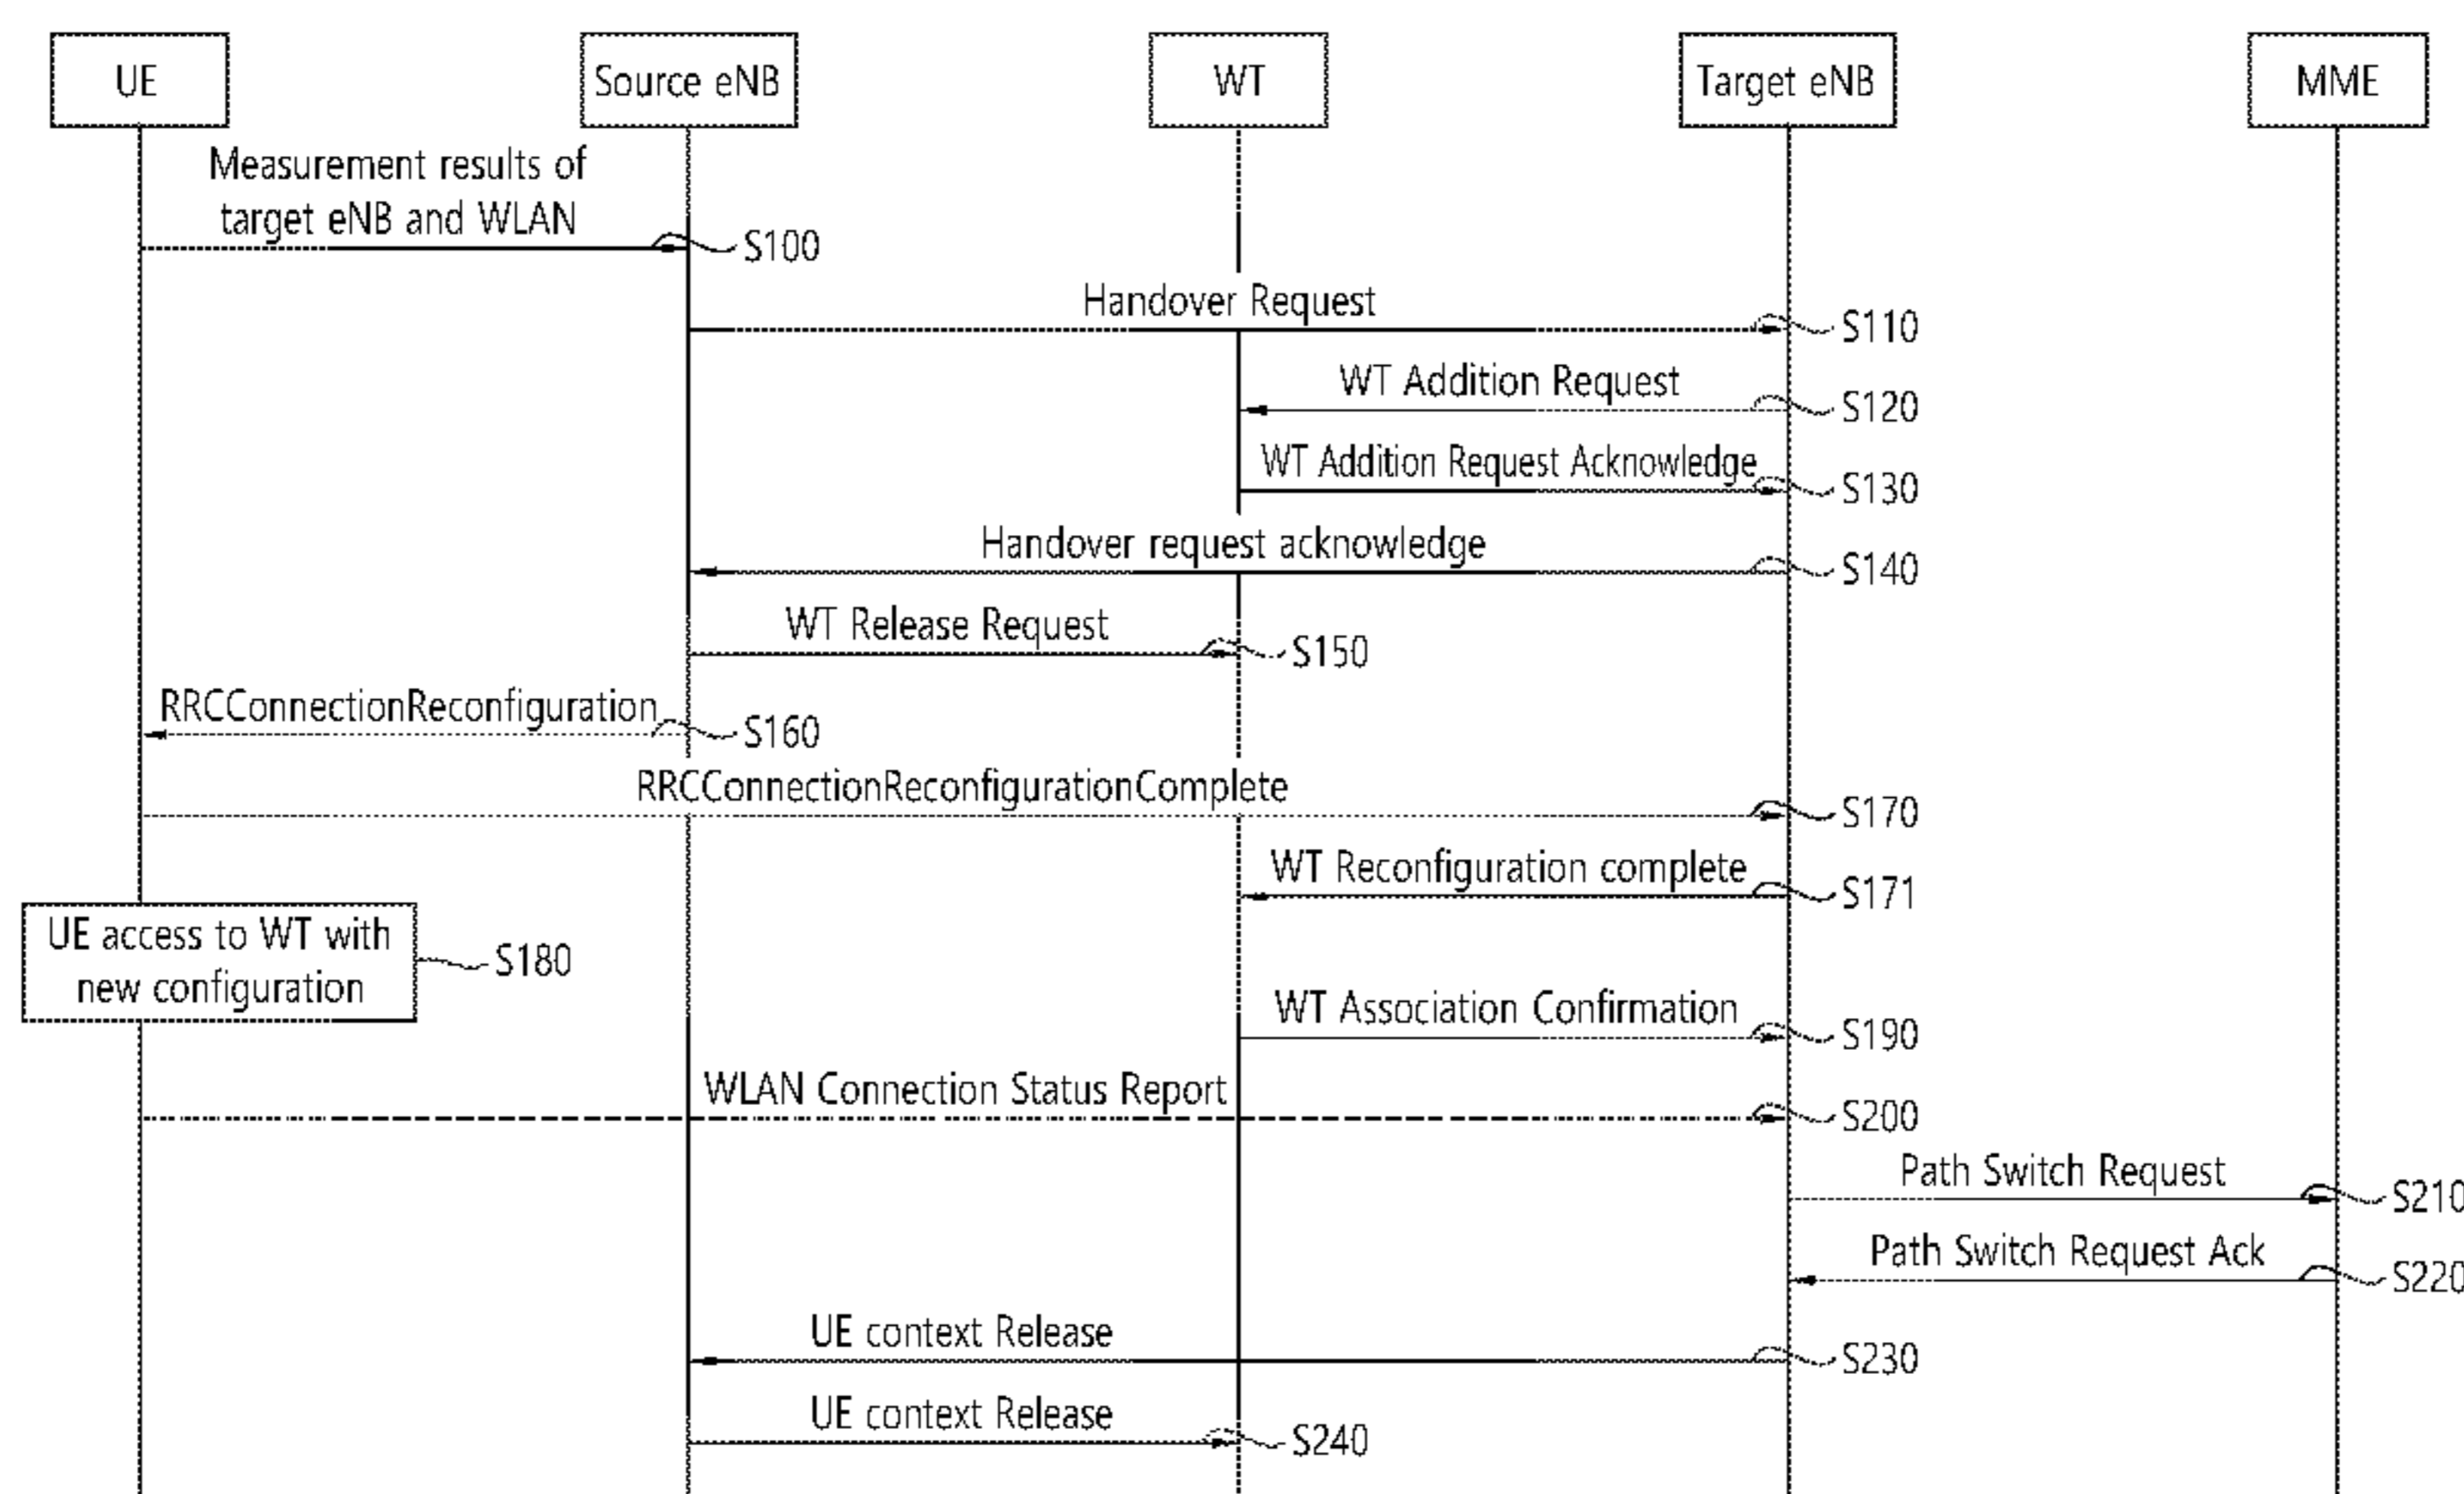 UE
Source eNB
WT
Target eNB
MME
Measurement results of
target eNB and WLAN
S100
Handover Request
S110
WT Addition Request
S120
WT Addition Request Acknowledge
S130
Handover request acknowledge
S140
WT Release Request
S150
RRCConnectionReconfiguration
S160
RRCConnectionReconfigurationComplete
S170
WT Reconfiguration complete
S171
UE access to WT with
new configuration
S180
WT Association Confirmation
S190
WLAN Connection Status Report
S200
Path Switch Request
S210
Path Switch Request Ack
S220
UE context Release
S230
UE context Release
S240